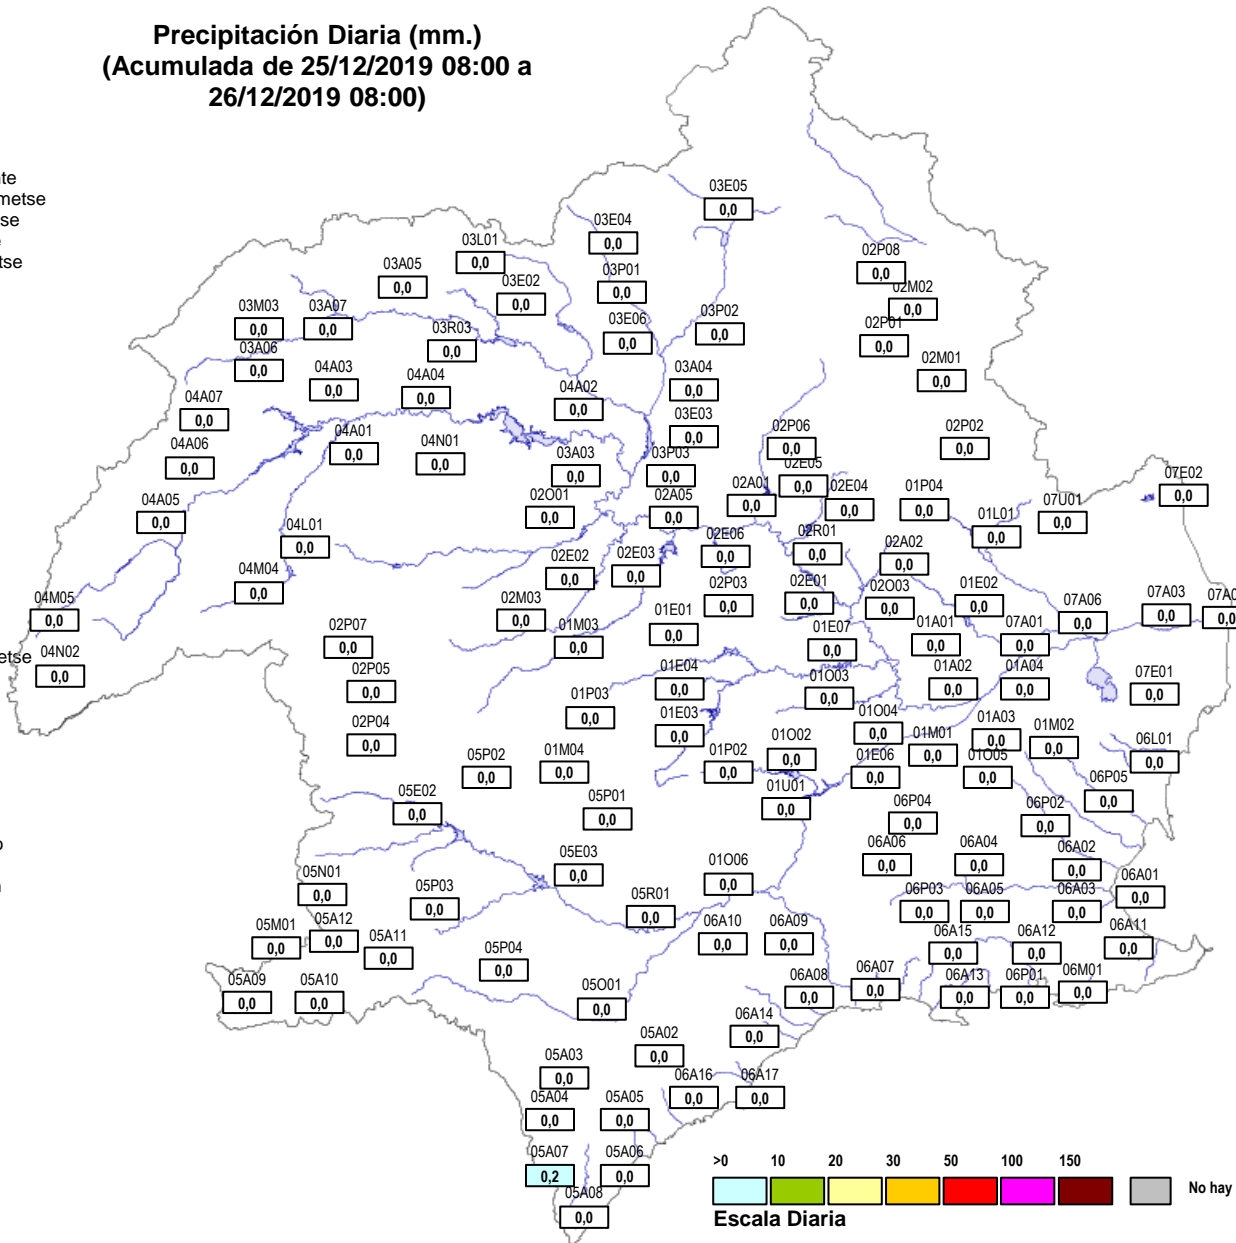 Precipitación Diaria (mm.)
(Acumulada de 25/12/2019 08:00 a
26/12/2019 08:00)
metse
03E05
0,0
03E04
0,0
03L01
0,0
02P08
0,0
03A05
0,0
03P01
0,0
03E02
0,0
02M02
0,0
03M03
0,0
03A07
0,0
03E06
0,0
03P02
0,0
02P01
0,0
03R03
0,0
03A06
0,0
02M01
0,0
04A03
0,0
04A04
0,0
03A04
0,0
04A02
0,0
04A07
0,0
03E03
0,0
04A01
0,0
04N01
0,0
02P06
0,0
02P02
0,0
04A06
0,0
03A03
0,0
03P03
0,0
02E05
0,0
07E02
0,0
04A05
0,0
02O01
0,0
02A05
0,0
02A01
0,0
02E04
0,0
01P04
0,0
07U01
0,0
01L01
0,0
04L01
0,0
02E06
0,0
02R01
0,0
02A02
0,0
02E02
0,0
02E03
0,0
04M04
0,0
02P03
0,0
02E01
0,0
02O03
0,0
01E02
0,0
04M05
0,0
02M03
0,0
07A06
0,0
07A03
0,0
07A0
0,0
01E01
0,0
02P07
0,0
01M03
0,0
01E07
0,0
01A01
0,0
07A01
0,0
etse
04N02
0,0
02P05
0,0
01E04
0,0
01O03
0,0
01A02
0,0
01A04
0,0
07E01
0,0
01P03
0,0
02P04
0,0
01E03
0,0
01O04
0,0
01A03
0,0
01M02
0,0
01M01
0,0
05P02
0,0
01M04
0,0
01P02
0,0
01O02
0,0
01E06
0,0
01O05
0,0
06L01
0,0
05E02
0,0
05P01
0,0
01U01
0,0
06P04
0,0
06P02
0,0
06P05
0,0
05E03
0,0
06A06
0,0
06A04
0,0
06A02
0,0
05N01
0,0
05P03
0,0
01O06
0,0
06A01
0,0
05R01
0,0
06P03
0,0
06A05
0,0
06A03
0,0
05M01
0,0
05A12
0,0
05A11
0,0
06A10
0,0
06A09
0,0
06A15
0,0
06A12
0,0
06A11
0,0
05P04
0,0
05A09
0,0
05A10
0,0
05O01
0,0
06A08
0,0
06A07
0,0
06A13
0,0
06P01
0,0
06M01
0,0
05A02
0,0
06A14
0,0
05A03
0,0
06A16
0,0
06A17
0,0
05A04
0,0
05A05
0,0
05A07
0,2
05A06
0,0
05A08
0,0
>0 10 20 30 50 100 150
No hay
Escala Diaria